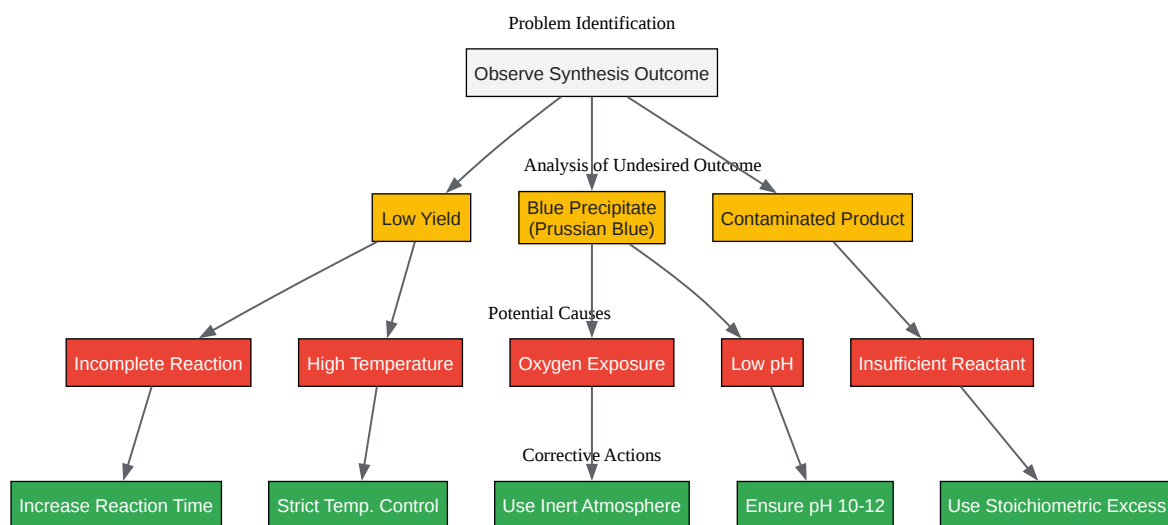 Problem Identification
Observe Synthesis Outcome
Analysis of Undesired Outcome
Low Yield
Blue Precipitate
(Prussian Blue)
Contaminated Product
Potential Causes
Incomplete Reaction
High Temperature
Oxygen Exposure
Low pH
Insufficient Reactant
Corrective Actions
Increase Reaction Time
Strict Temp. Control
Use Inert Atmosphere
Ensure pH 10-12
Use Stoichiometric Excess